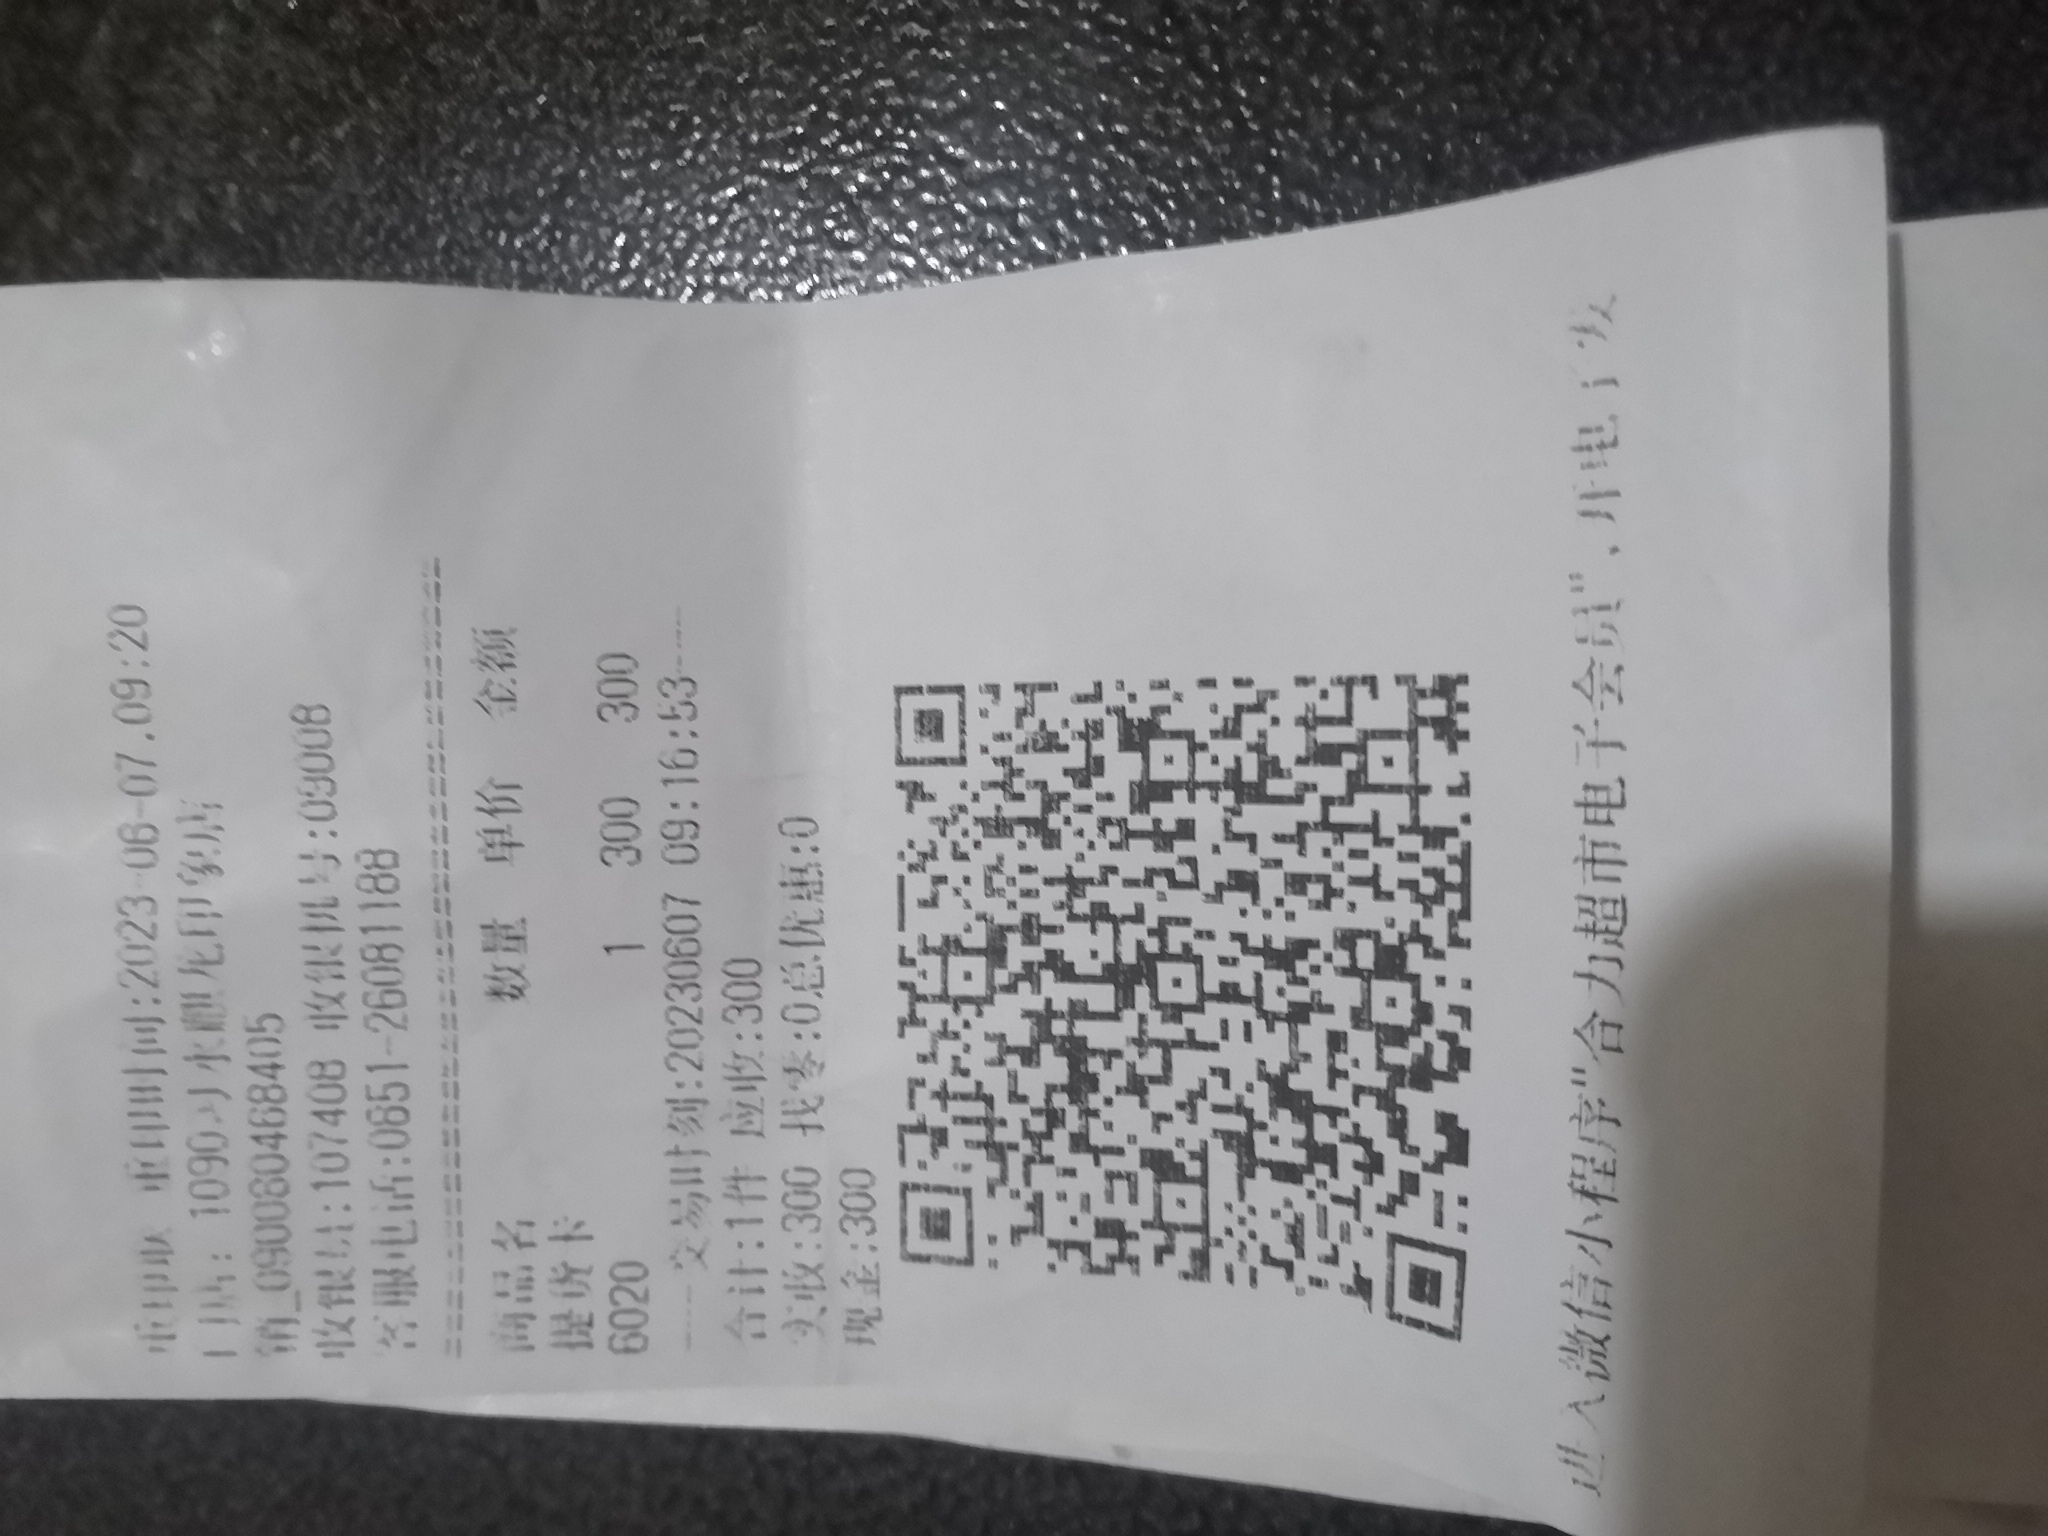 重印小票 重印时间:2023-06-07.09:20
门店: 1090习水麒龙印象店
销_090080468405
收银员:107408 收银机号:09008
客服电话:0851-26081188
商品名 数量 单价 金额
提货卡
6020 1 300 300
----交易时刻:20230607 09:16:53----
合计:1件 应收:300
实收:300 找零:0总优惠:0
现金:300
进入微信小程序"合力超市电子会员",开电子发